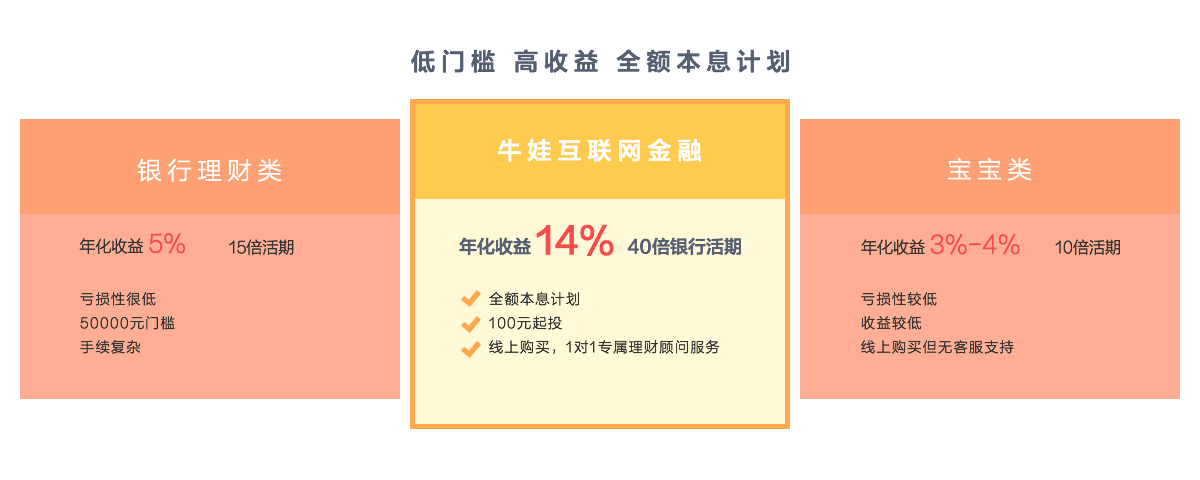 低门槛 高收益 全额本息计划
银行理财类
年化收益 5% 15倍活期
亏损性很低
50000元门槛
手续复杂
牛娃互联网金融
年化收益 14% 40倍银行活期
全额本息计划
100元起投
线上购买，1对1专属理财顾问服务
宝宝类
年化收益 3%-4% 10倍活期
亏损性较低
收益较低
线上购买但无客服支持